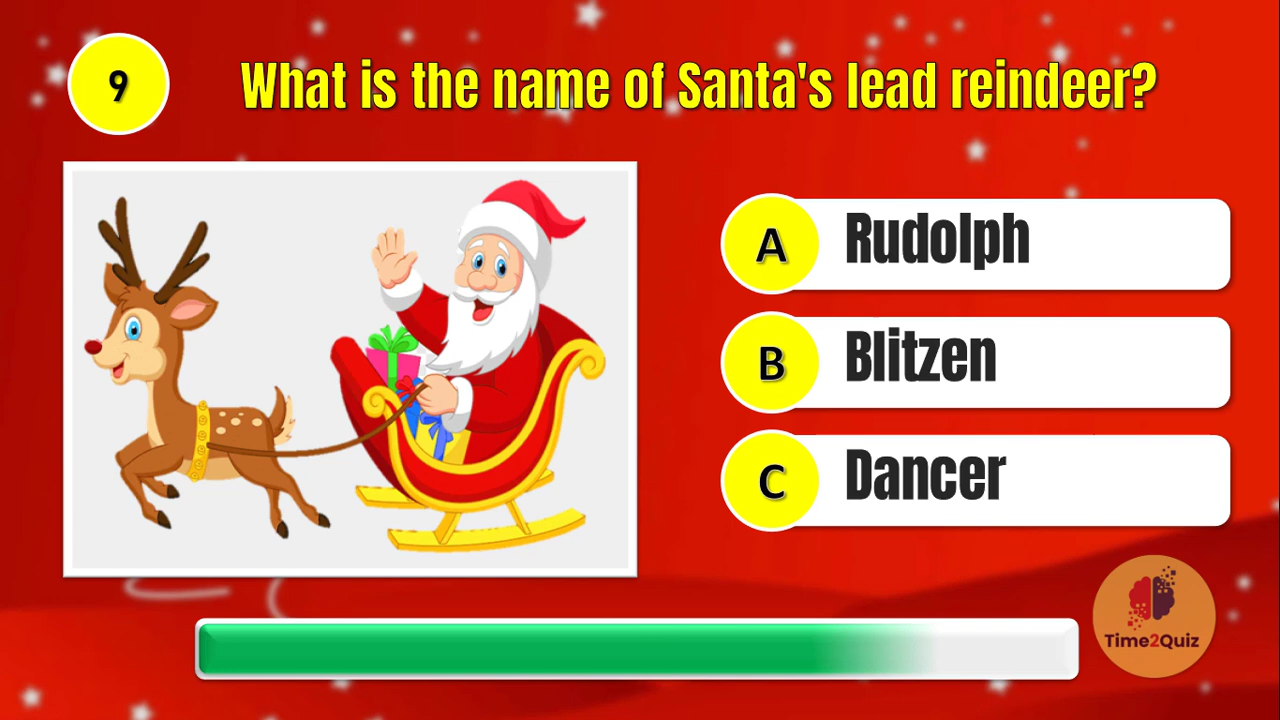 9
What is the name of Santa's lead reindeer?
A
Rudolph
B
Blitzen
C
Dancer
Time2Quiz